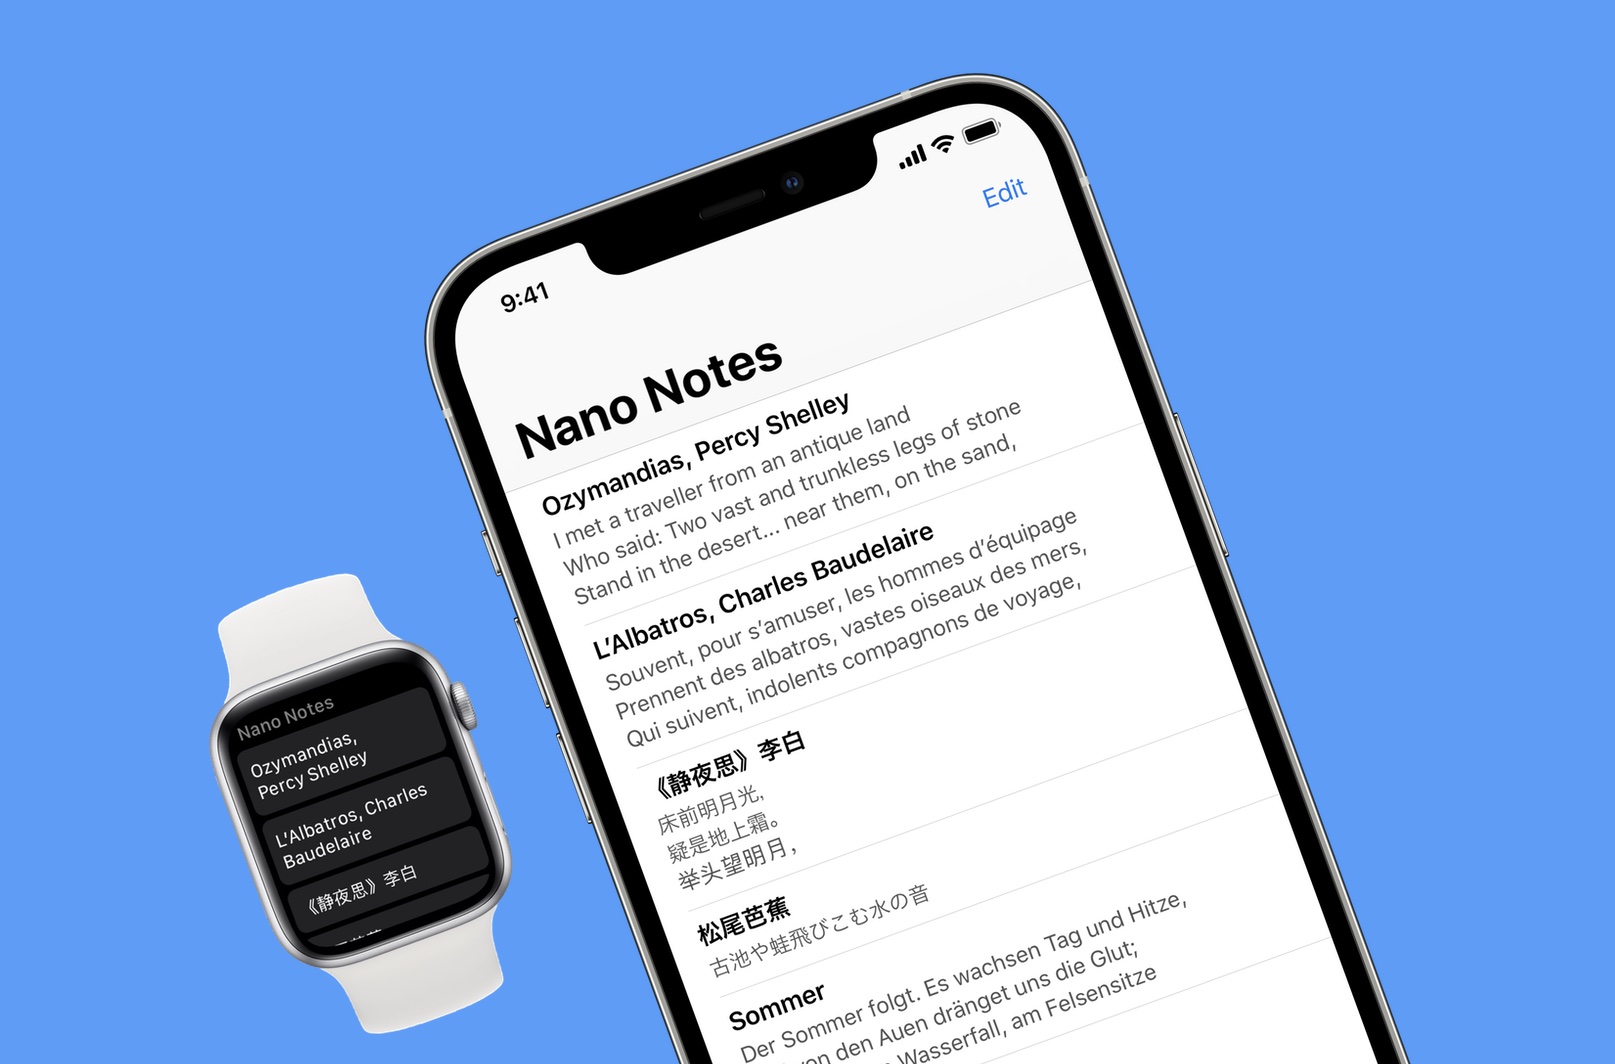 9:41
Edit
Nano Notes
Ozymandias, Percy Shelley
I met a traveller from an antique land
Who said: Two vast and trunkless legs of stone
Stand in the desert... near them, on the sand,
L’Albatros, Charles Baudelaire
Souvent, pour s’amuser, les hommes d’équipage
Prennent des albatros, vastes oiseaux des mers,
Qui suivent, indolents compagnons de voyage,
《静夜思》李白
床前明月光,
疑是地上霜。
举头望明月，
松尾芭蕉
古池や蛙飛びこむ水の音
Sommer
Der Sommer folgt. Es wachsen Tag und Hitze,
von den Auen dränget uns die Glut;
Wasserfall, am Felsensitze
Nano Notes
Ozymandias,
Percy Shelley
L’Albatros, Charles
Baudelaire
《静夜思》李白